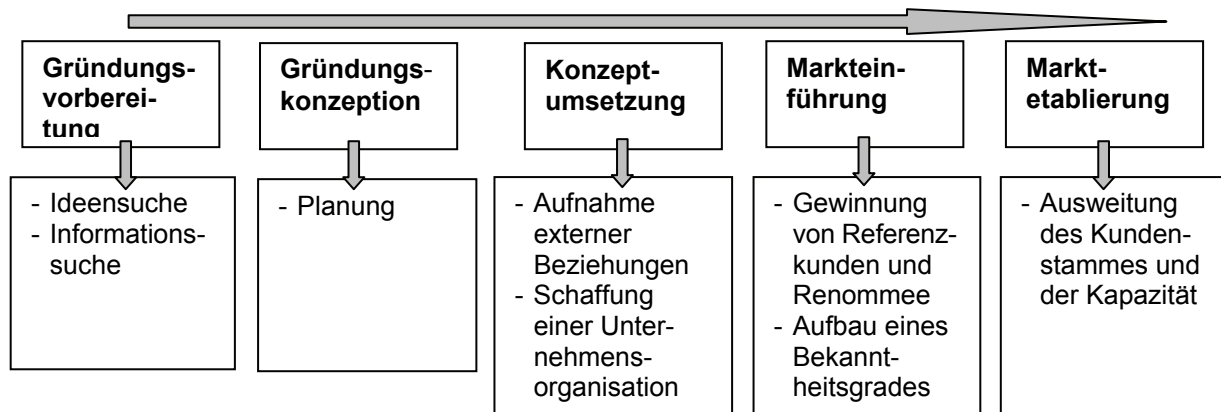 Gründungs-
vorberei-
tung
Gründungs-
konzeption
Konzept-
umsetzung
Markteinführung
Markt-
etablierung
- Ideensuche
- Informations-
suche
- Planung
- Aufnahme
externer
Beziehungen
- Schaffung
einer Unter-
nehmens-
organisation
- Gewinnung
von Referenz-
kunden und
Renommee
- Aufbau eines
Bekannt-
heitsgrades
- Ausweitung
des Kunden-
stammes und
der Kapazität